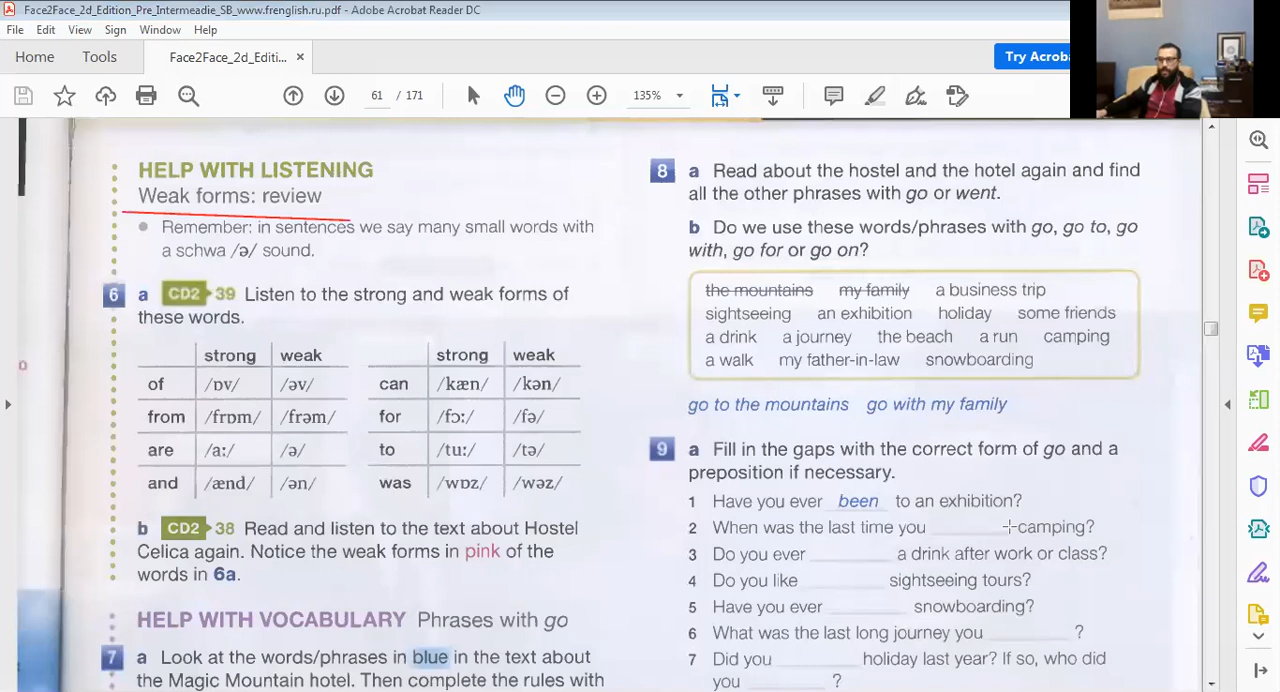 Face2Face_2d_Edition_Pre_Intermeadie_SB_www.frenglish.ru.pdf - Adobe Acrobat Reader DC
File Edit View Sign Window Help
Home Tools Face2Face_2d_Editi... × Try Acroba
61 / 171 135%
HELP WITH LISTENING
Weak forms: review
Remember: in sentences we say many small words with
a schwa /ə/ sound.
6 a CD2 39 Listen to the strong and weak forms of
these words.
strong weak
of /ɒv/ /əv/
from /frɒm/ /frəm/
are /ɑː/ /ə/
and /ænd/ /ən/
strong weak
can /kæn/ /kən/
for /fɔː/ /fə/
to /tuː/ /tə/
was /wɒz/ /wəz/
b CD2 38 Read and listen to the text about Hostel
Celica again. Notice the weak forms in pink of the
words in 6a.
HELP WITH VOCABULARY Phrases with go
7 a Look at the words/phrases in blue in the text about
the Magic Mountain hotel. Then complete the rules with
8 a Read about the hostel and the hotel again and find
all the other phrases with go or went.
b Do we use these words/phrases with go, go to, go
with, go for or go on?
the mountains my family a business trip
sightseeing an exhibition holiday some friends
a drink a journey the beach a run camping
a walk my father-in-law snowboarding
go to the mountains go with my family
9 a Fill in the gaps with the correct form of go and a
preposition if necessary.
1 Have you ever been to an exhibition?
2 When was the last time you ______ camping?
3 Do you ever ______ a drink after work or class?
4 Do you like ______ sightseeing tours?
5 Have you ever ______ snowboarding?
6 What was the last long journey you ______ ?
7 Did you ______ holiday last year? If so, who did
you ______ ?